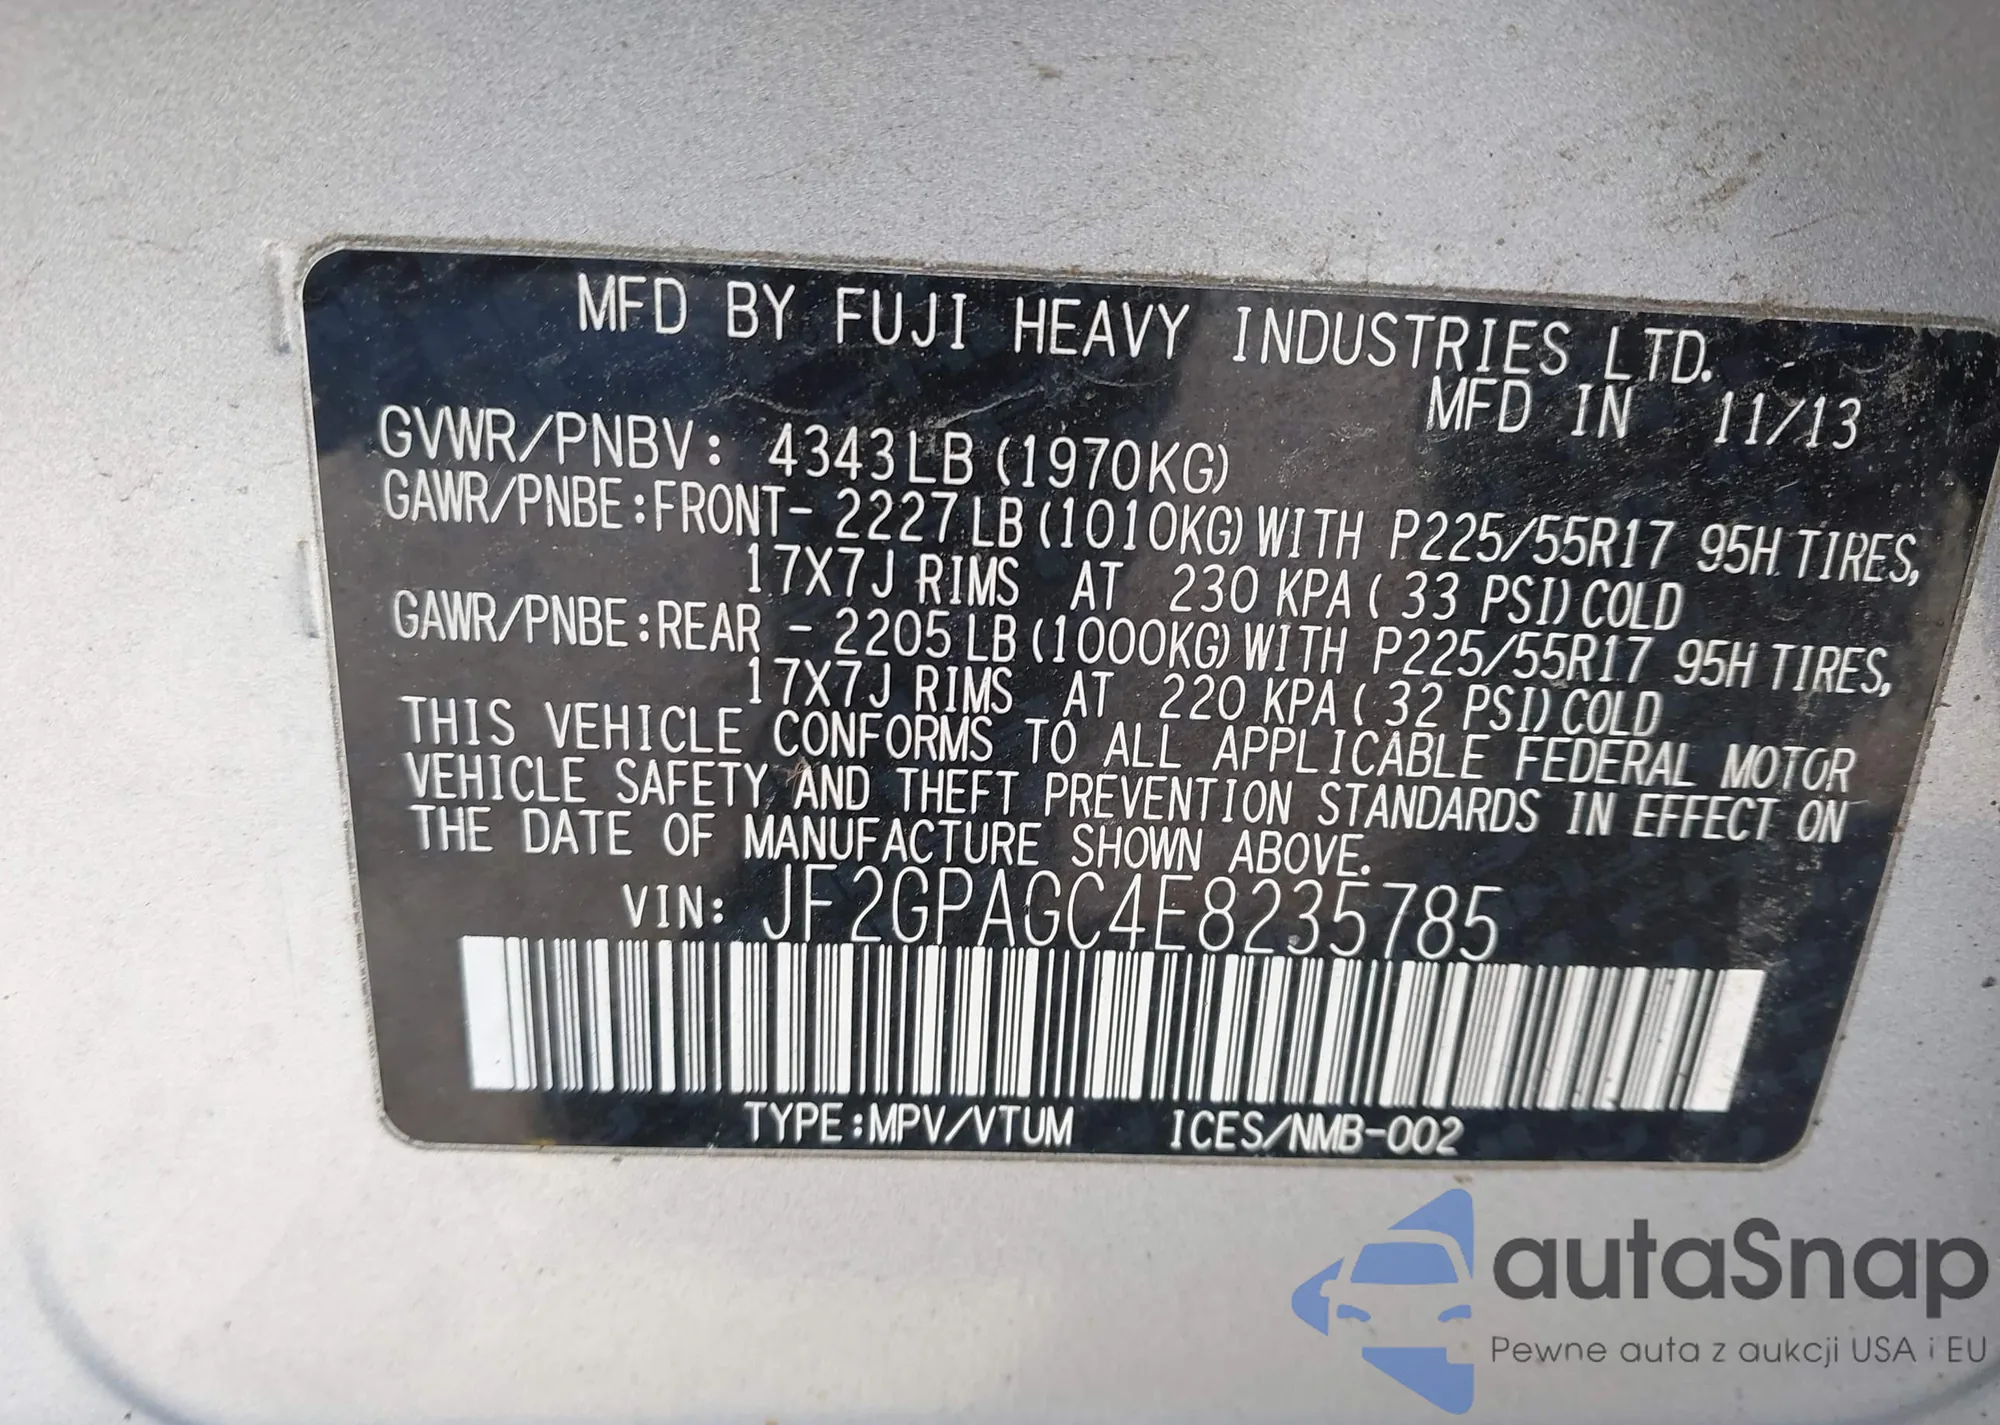 MFD BY FUJI HEAVY INDUSTRIES LTD.
MFD IN 11/13
GVWR/PNBV: 4343LB (1970KG)
GAWR/PNBE:FRONT- 2227LB(1010KG)WITH P225/55R17 95H TIRES,
17X7J RIMS AT 230 KPA( 33 PSI)COLD
GAWR/PNBE:REAR - 2205LB(1000KG)WITH P225/55R17 95H TIRES,
17X7J RIMS AT 220 KPA( 32 PSI)COLD
THIS VEHICLE CONFORMS TO ALL APPLICABLE FEDERAL MOTOR
VEHICLE SAFETY AND THEFT PREVENTION STANDARDS IN EFFECT ON
THE DATE OF MANUFACTURE SHOWN ABOVE.
VIN: JF2GPAGC4E8235785
TYPE:MPV/VTUM ICES/NMB-002
autaSnap
Pewne auta z aukcji USA i EU